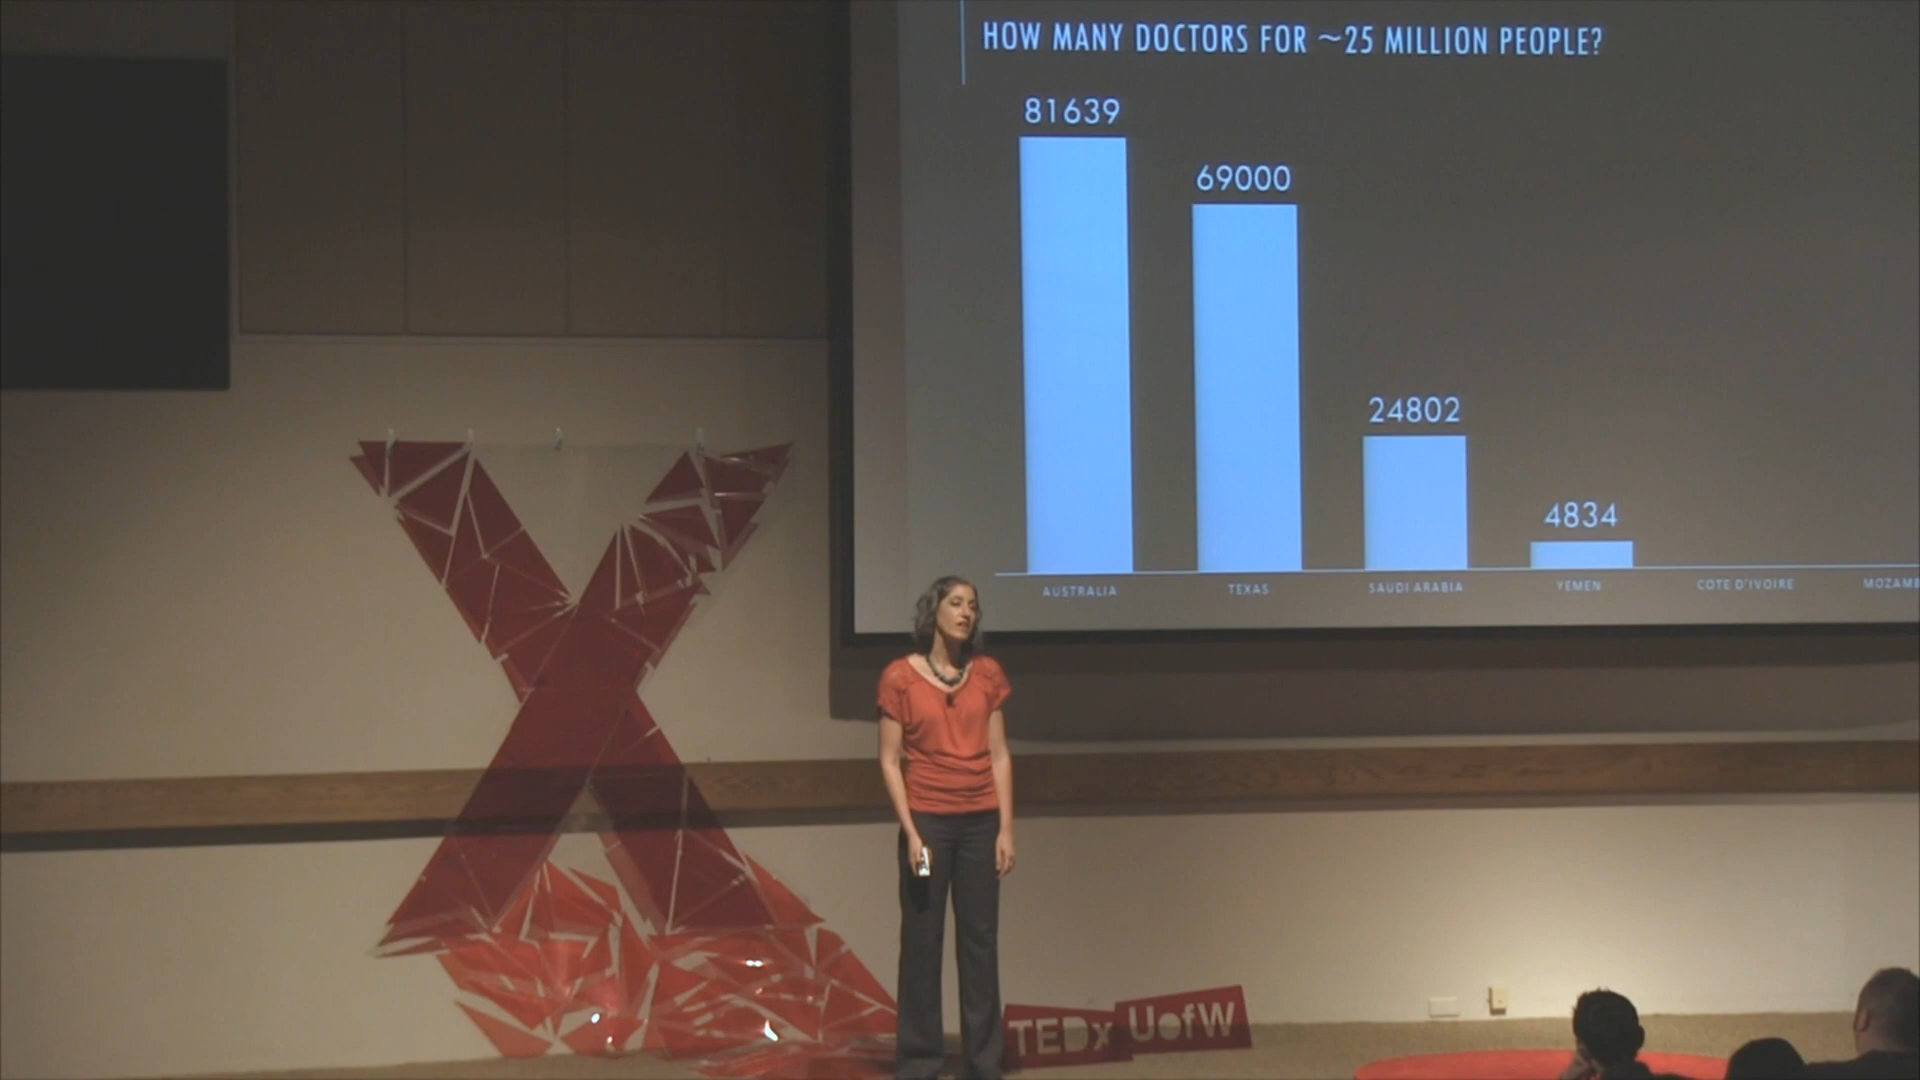 HOW MANY DOCTORS FOR ~25 MILLION PEOPLE?
81639
69000
24802
4834
AUSTRALIA
TEXAS
SAUDI ARABIA
YEMEN
COTE D'IVOIRE
MOZAMB
TEDx UofW